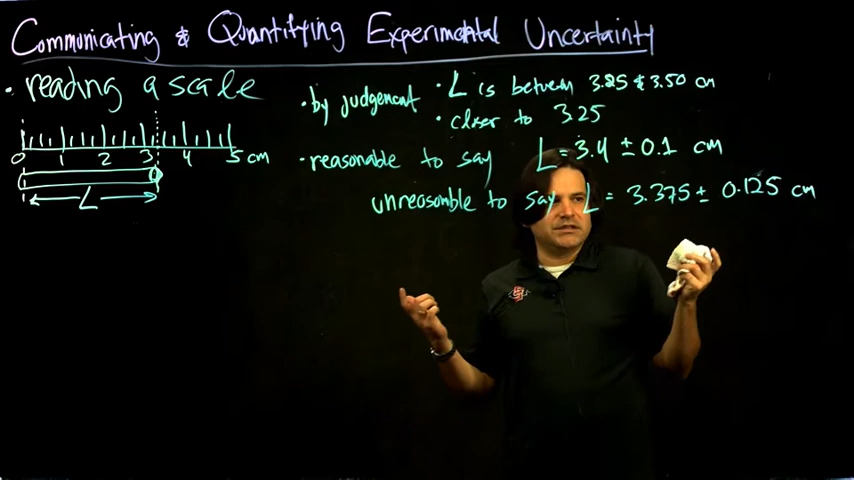 Communicating & Quantifying Experimental Uncertainty
• reading a scale
0 1 2 3 4 5 cm
L
• by judgement • L is between 3.25 & 3.50 cm
• closer to 3.25
• reasonable to say L = 3.4 ± 0.1 cm
unreasonable to say L = 3.375 ± 0.125 cm